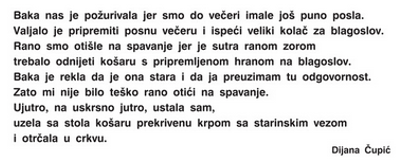 Baka nas je požurivala jer smo do večeri imale još puno posla.
Valjalo je pripremiti posnu večeru i ispeći veliki kolač za blagoslov.
Rano smo otišle na spavanje jer je sutra ranom zorom
trebalo odnijeti košaru s pripremljenom hranom na blagoslov.
Baka je rekla da je ona stara i da ja preuzimam tu odgovornost.
Zato mi nije bilo teško rano otići na spavanje.
Ujutro, na uskrsno jutro, ustala sam,
uzela sa stola košaru prekrivenu krpom sa starinskim vezom
i otrčala u crkvu.
Dijana Čupić